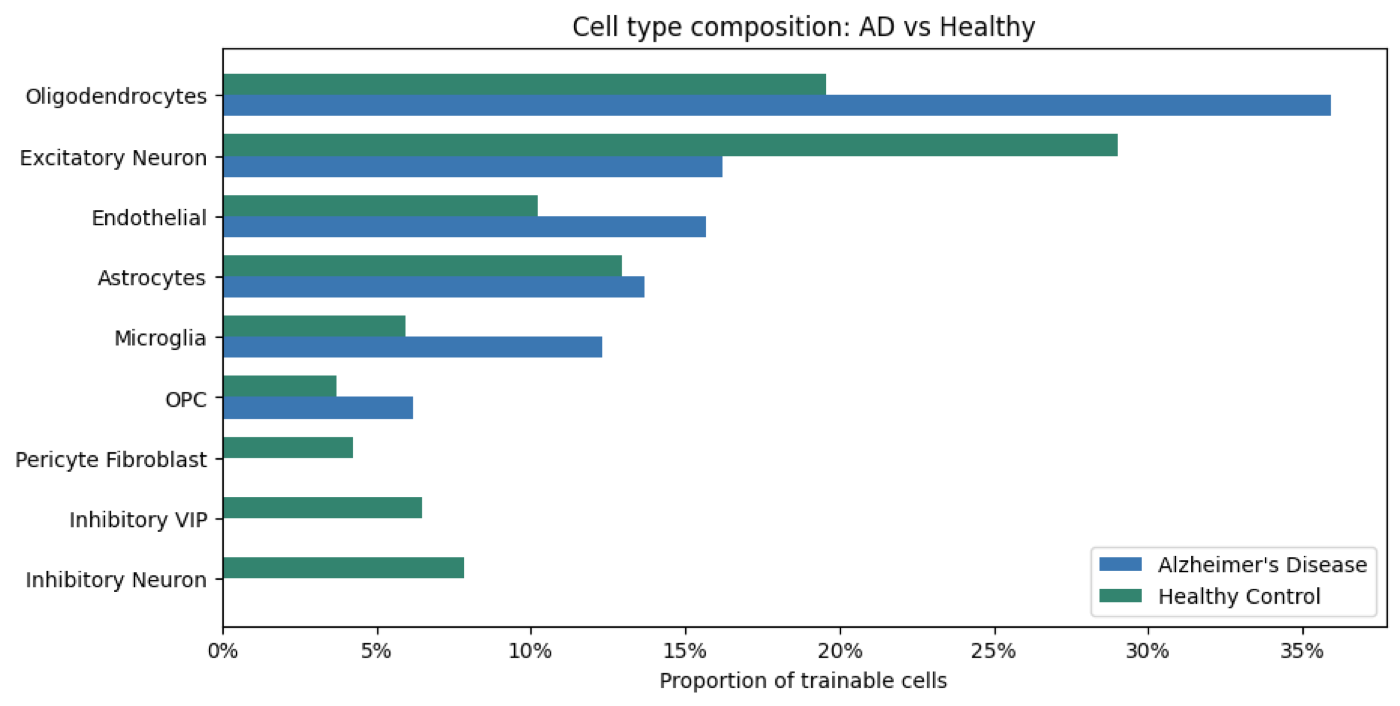 Cell type composition: AD vs Healthy
Oligodendrocytes
Excitatory Neuron
Endothelial
Astrocytes
Microglia
OPC
Pericyte Fibroblast
Inhibitory VIP
Inhibitory Neuron
Alzheimer's Disease
Healthy Control
0% 5% 10% 15% 20% 25% 30% 35%
Proportion of trainable cells